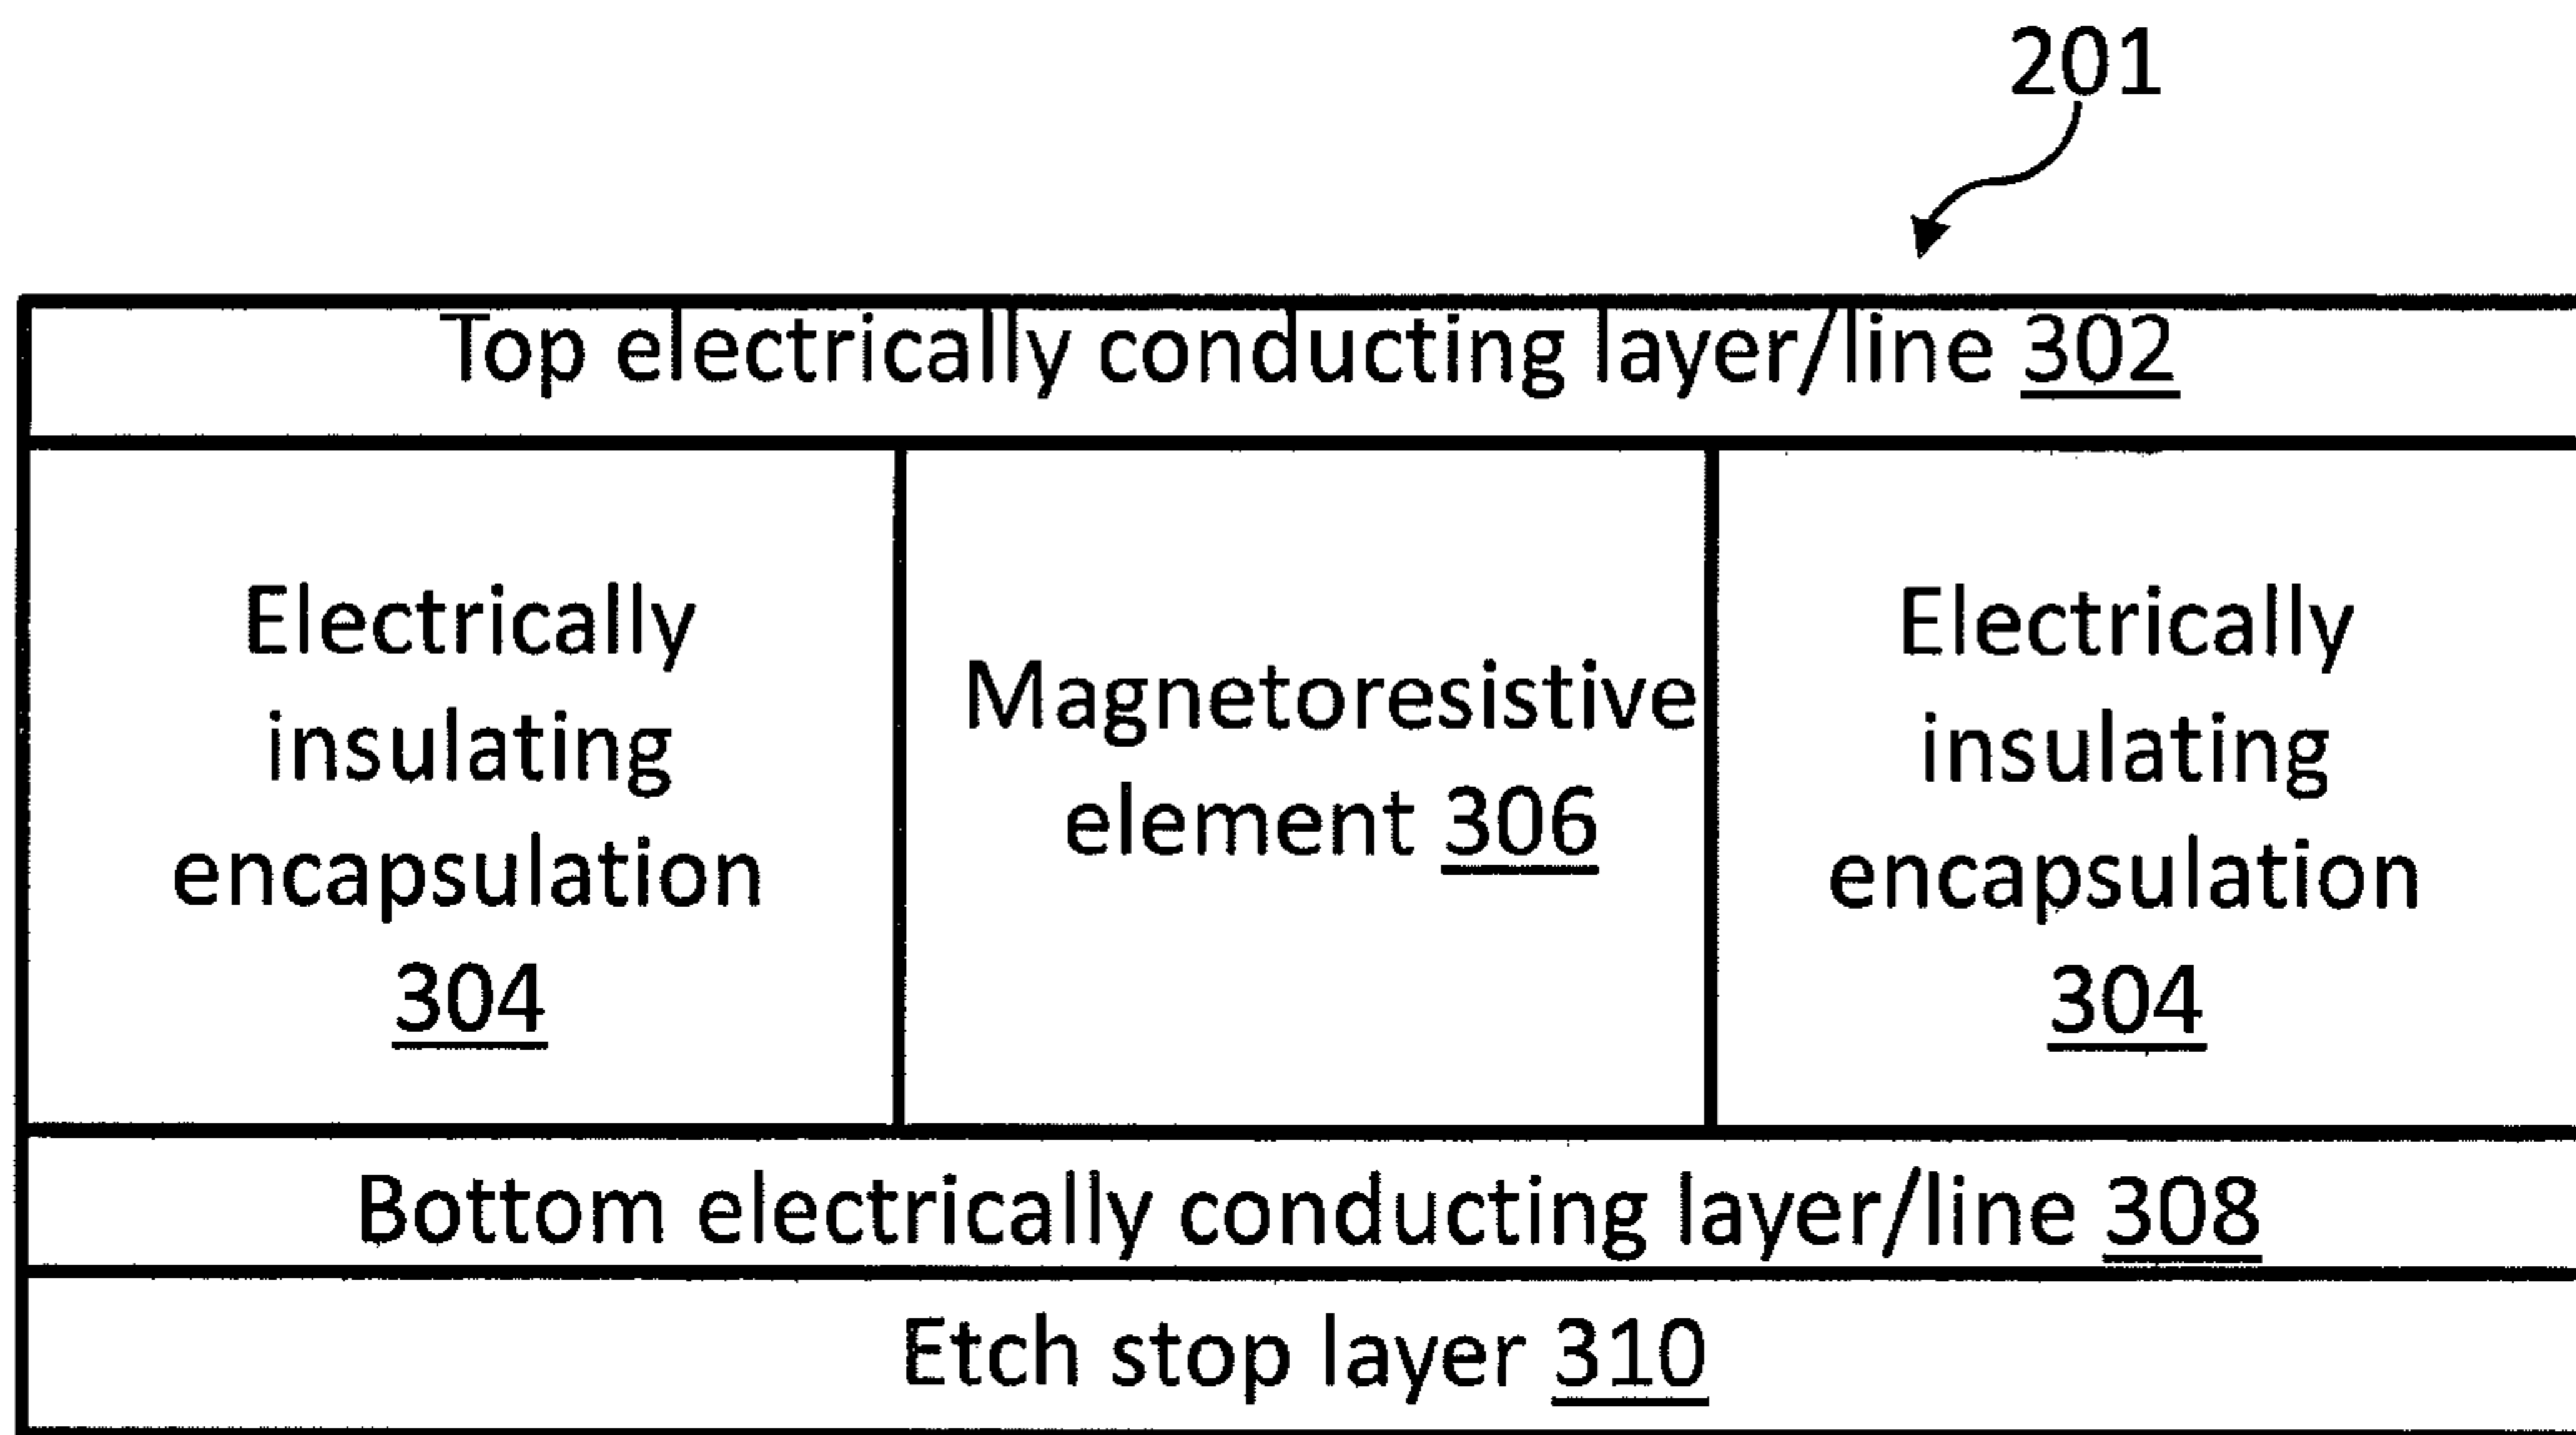 201
Top electrically conducting layer/line 302
Electrically
insulating
encapsulation
304
Magnetoresistive
element 306
Electrically
insulating
encapsulation
304
Bottom electrically conducting layer/line 308
Etch stop layer 310